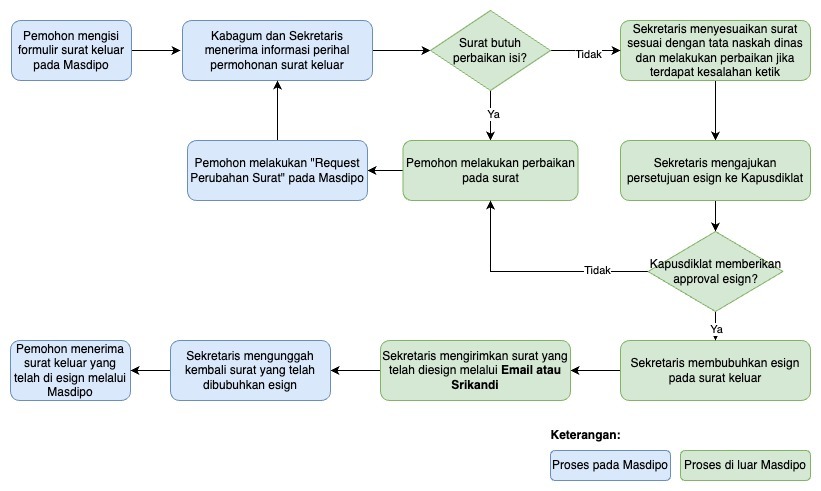 Pemohon mengisi
formulir surat keluar
pada Masdipo
Kabagum dan Sekretaris
menerima informasi perihal
permohonan surat keluar
Surat butuh
perbaikan isi?
Tidak
Sekretaris menyesuaikan surat
sesuai dengan tata naskah dinas
dan melakukan perbaikan jika
terdapat kesalahan ketik
Ya
Pemohon melakukan "Request
Perubahan Surat" pada Masdipo
Pemohon melakukan perbaikan
pada surat
Sekretaris mengajukan
persetujuan esign ke Kapusdiklat
Kapusdiklat memberikan
approval esign?
Tidak
Ya
Pemohon menerima
surat keluar yang
telah di esign melalui
Masdipo
Sekretaris mengunggah
kembali surat yang telah
dibubuhkan esign
Sekretaris mengirimkan surat yang
telah diesign melalui Email atau
Srikandi
Sekretaris membubuhkan esign
pada surat keluar
Keterangan:
Proses pada Masdipo
Proses di luar Masdipo